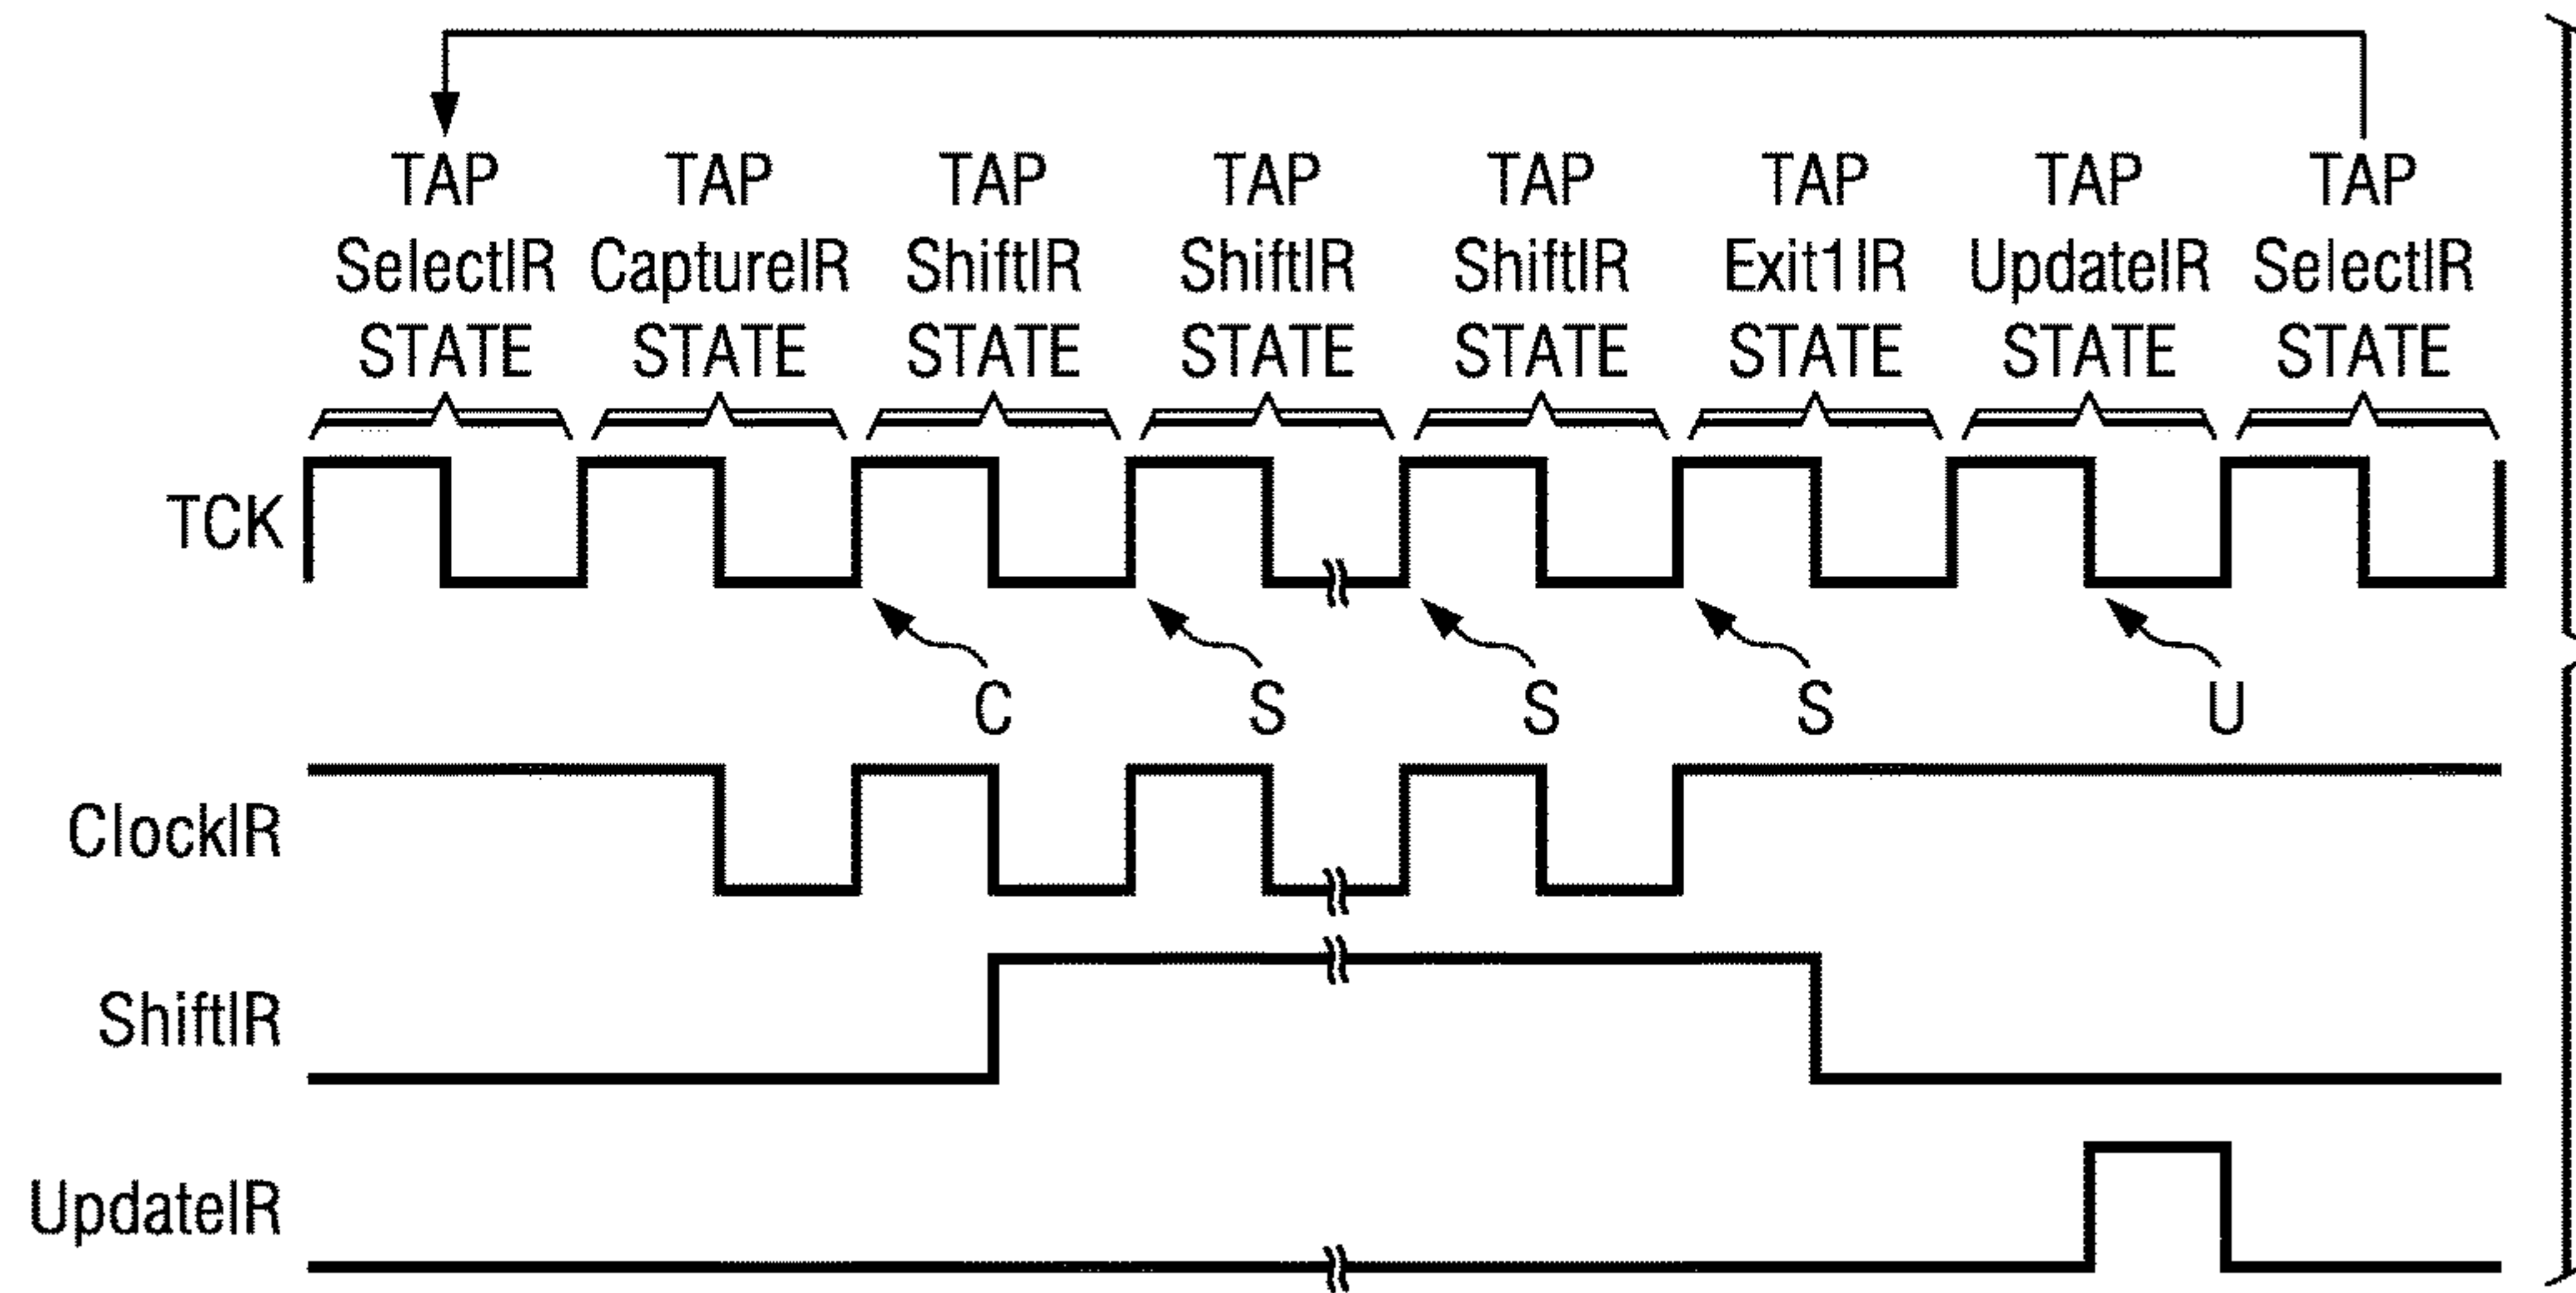 TAP TAP TAP TAP TAP TAP TAP TAP
SelectIR CaptureIR ShiftIR ShiftIR ShiftIR Exit1IR UpdateIR SelectIR
STATE STATE STATE STATE STATE STATE STATE STATE
TCK
C S S S U
ClockIR
ShiftIR
UpdateIR